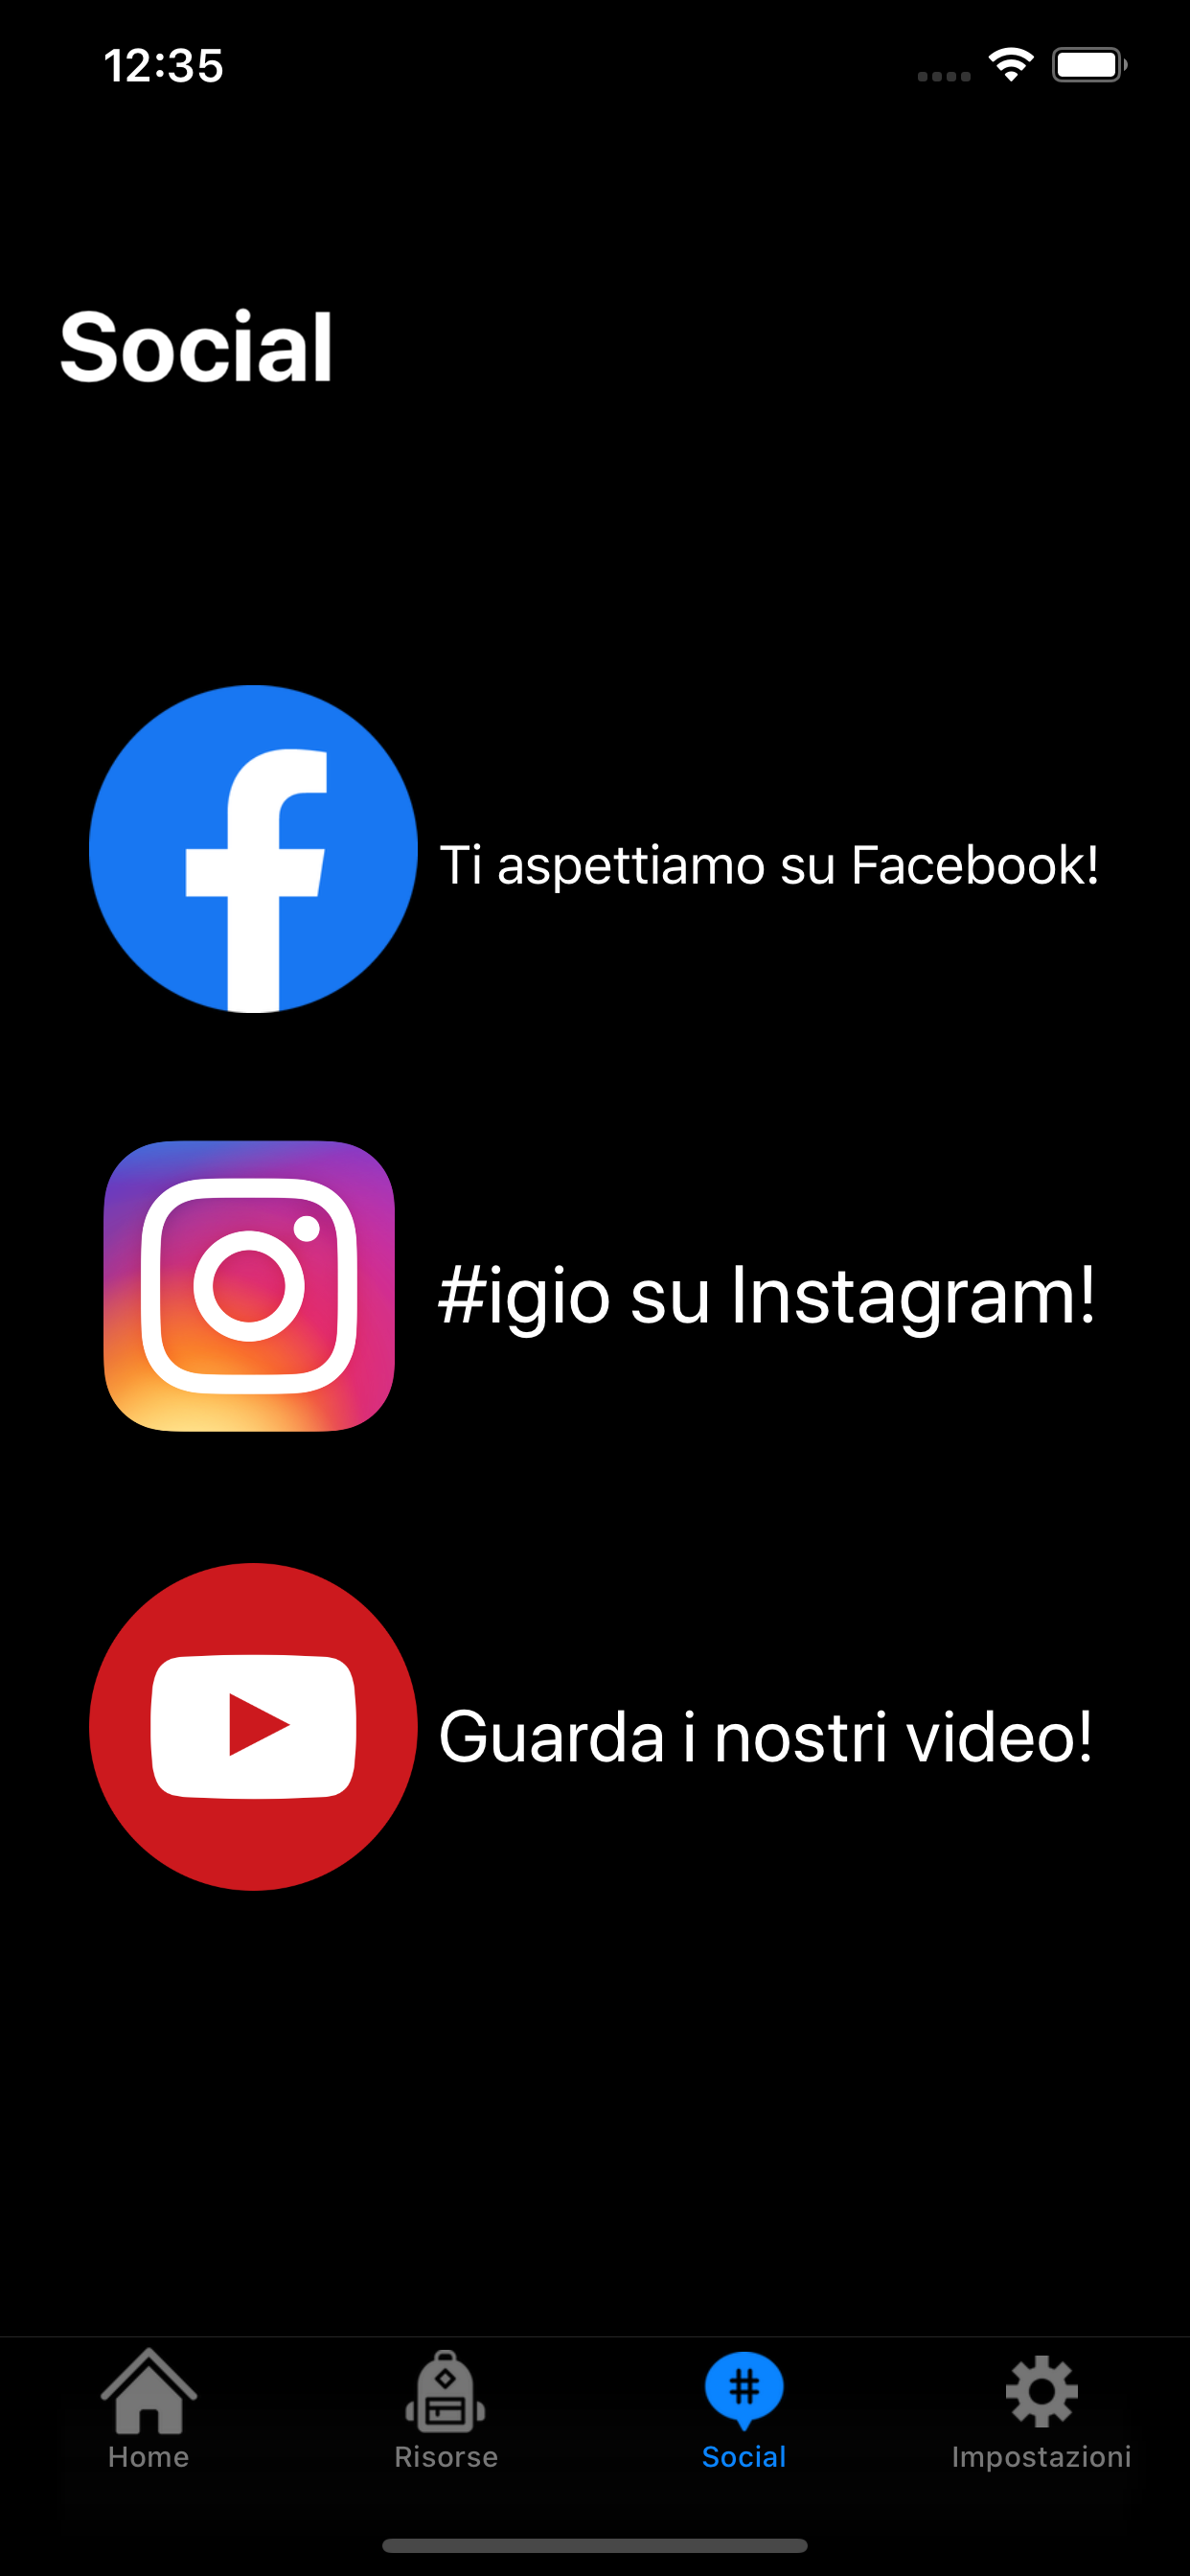 12:35
Social
Ti aspettiamo su Facebook!
#igio su Instagram!
Guarda i nostri video!
Home
Risorse
Social
Impostazioni